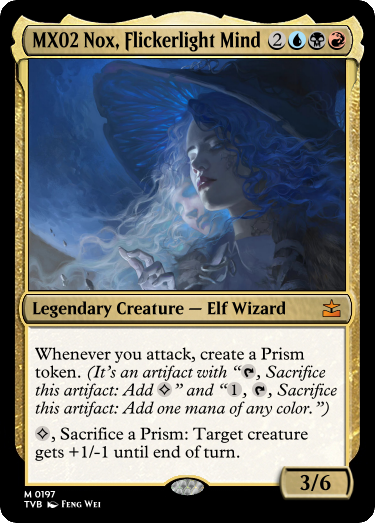 MX02 Nox, Flickerlight Mind 2
Legendary Creature — Elf Wizard
Whenever you attack, create a Prism
token. (It's an artifact with “, Sacrifice
this artifact: Add ” and “1, , Sacrifice
this artifact: Add one mana of any color.”)
, Sacrifice a Prism: Target creature
gets +1/-1 until end of turn.
3/6
M 0197
TVB FENG WEI